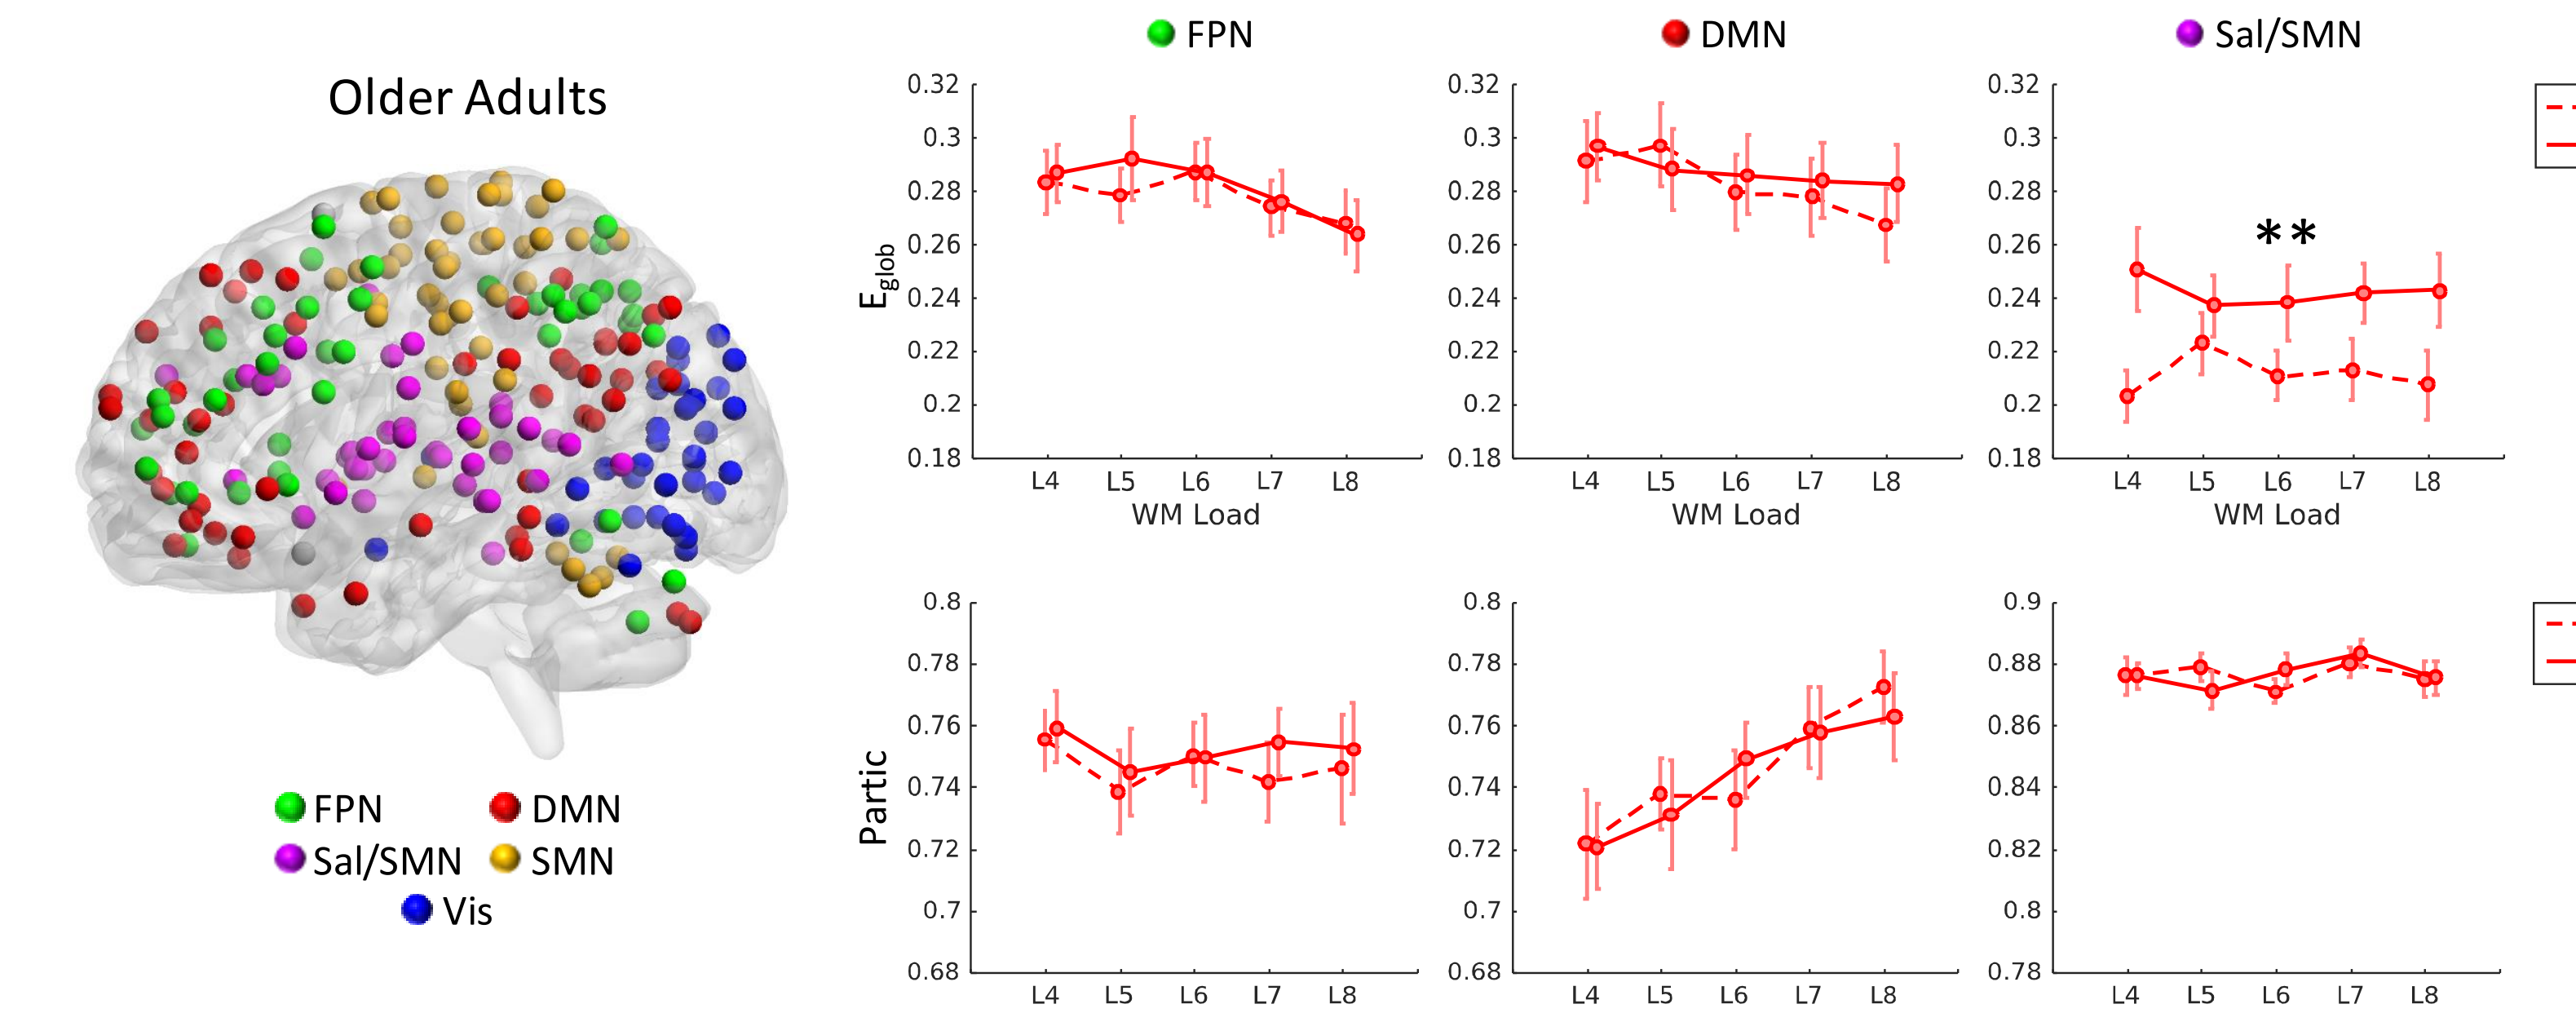 Older Adults
FPN
DMN
Sal/SMN
SMN
Vis
FPN
E_glob
0.32
0.3
0.28
0.26
0.24
0.22
0.2
0.18
L4 L5 L6 L7 L8
WM Load
DMN
0.32
0.3
0.28
0.26
0.24
0.22
0.2
0.18
L4 L5 L6 L7 L8
WM Load
Sal/SMN
0.32
0.3
0.28
0.26
0.24
0.22
0.2
0.18
**
L4 L5 L6 L7 L8
WM Load
Partic
0.8
0.78
0.76
0.74
0.72
0.7
0.68
L4 L5 L6 L7 L8
0.8
0.78
0.76
0.74
0.72
0.7
0.68
L4 L5 L6 L7 L8
0.9
0.88
0.86
0.84
0.82
0.8
0.78
L4 L5 L6 L7 L8